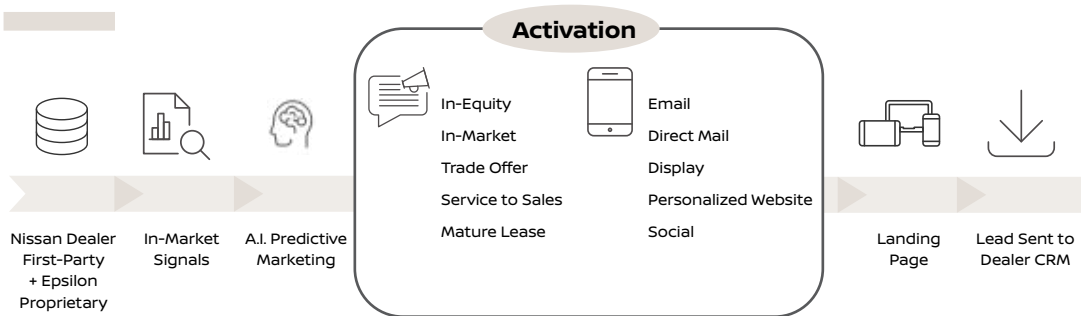 Activation
Nissan Dealer
First-Party
+ Epsilon
Proprietary
In-Market
Signals
A.I. Predictive
Marketing
In-Equity
In-Market
Trade Offer
Service to Sales
Mature Lease
Email
Direct Mail
Display
Personalized Website
Social
Landing
Page
Lead Sent to
Dealer CRM